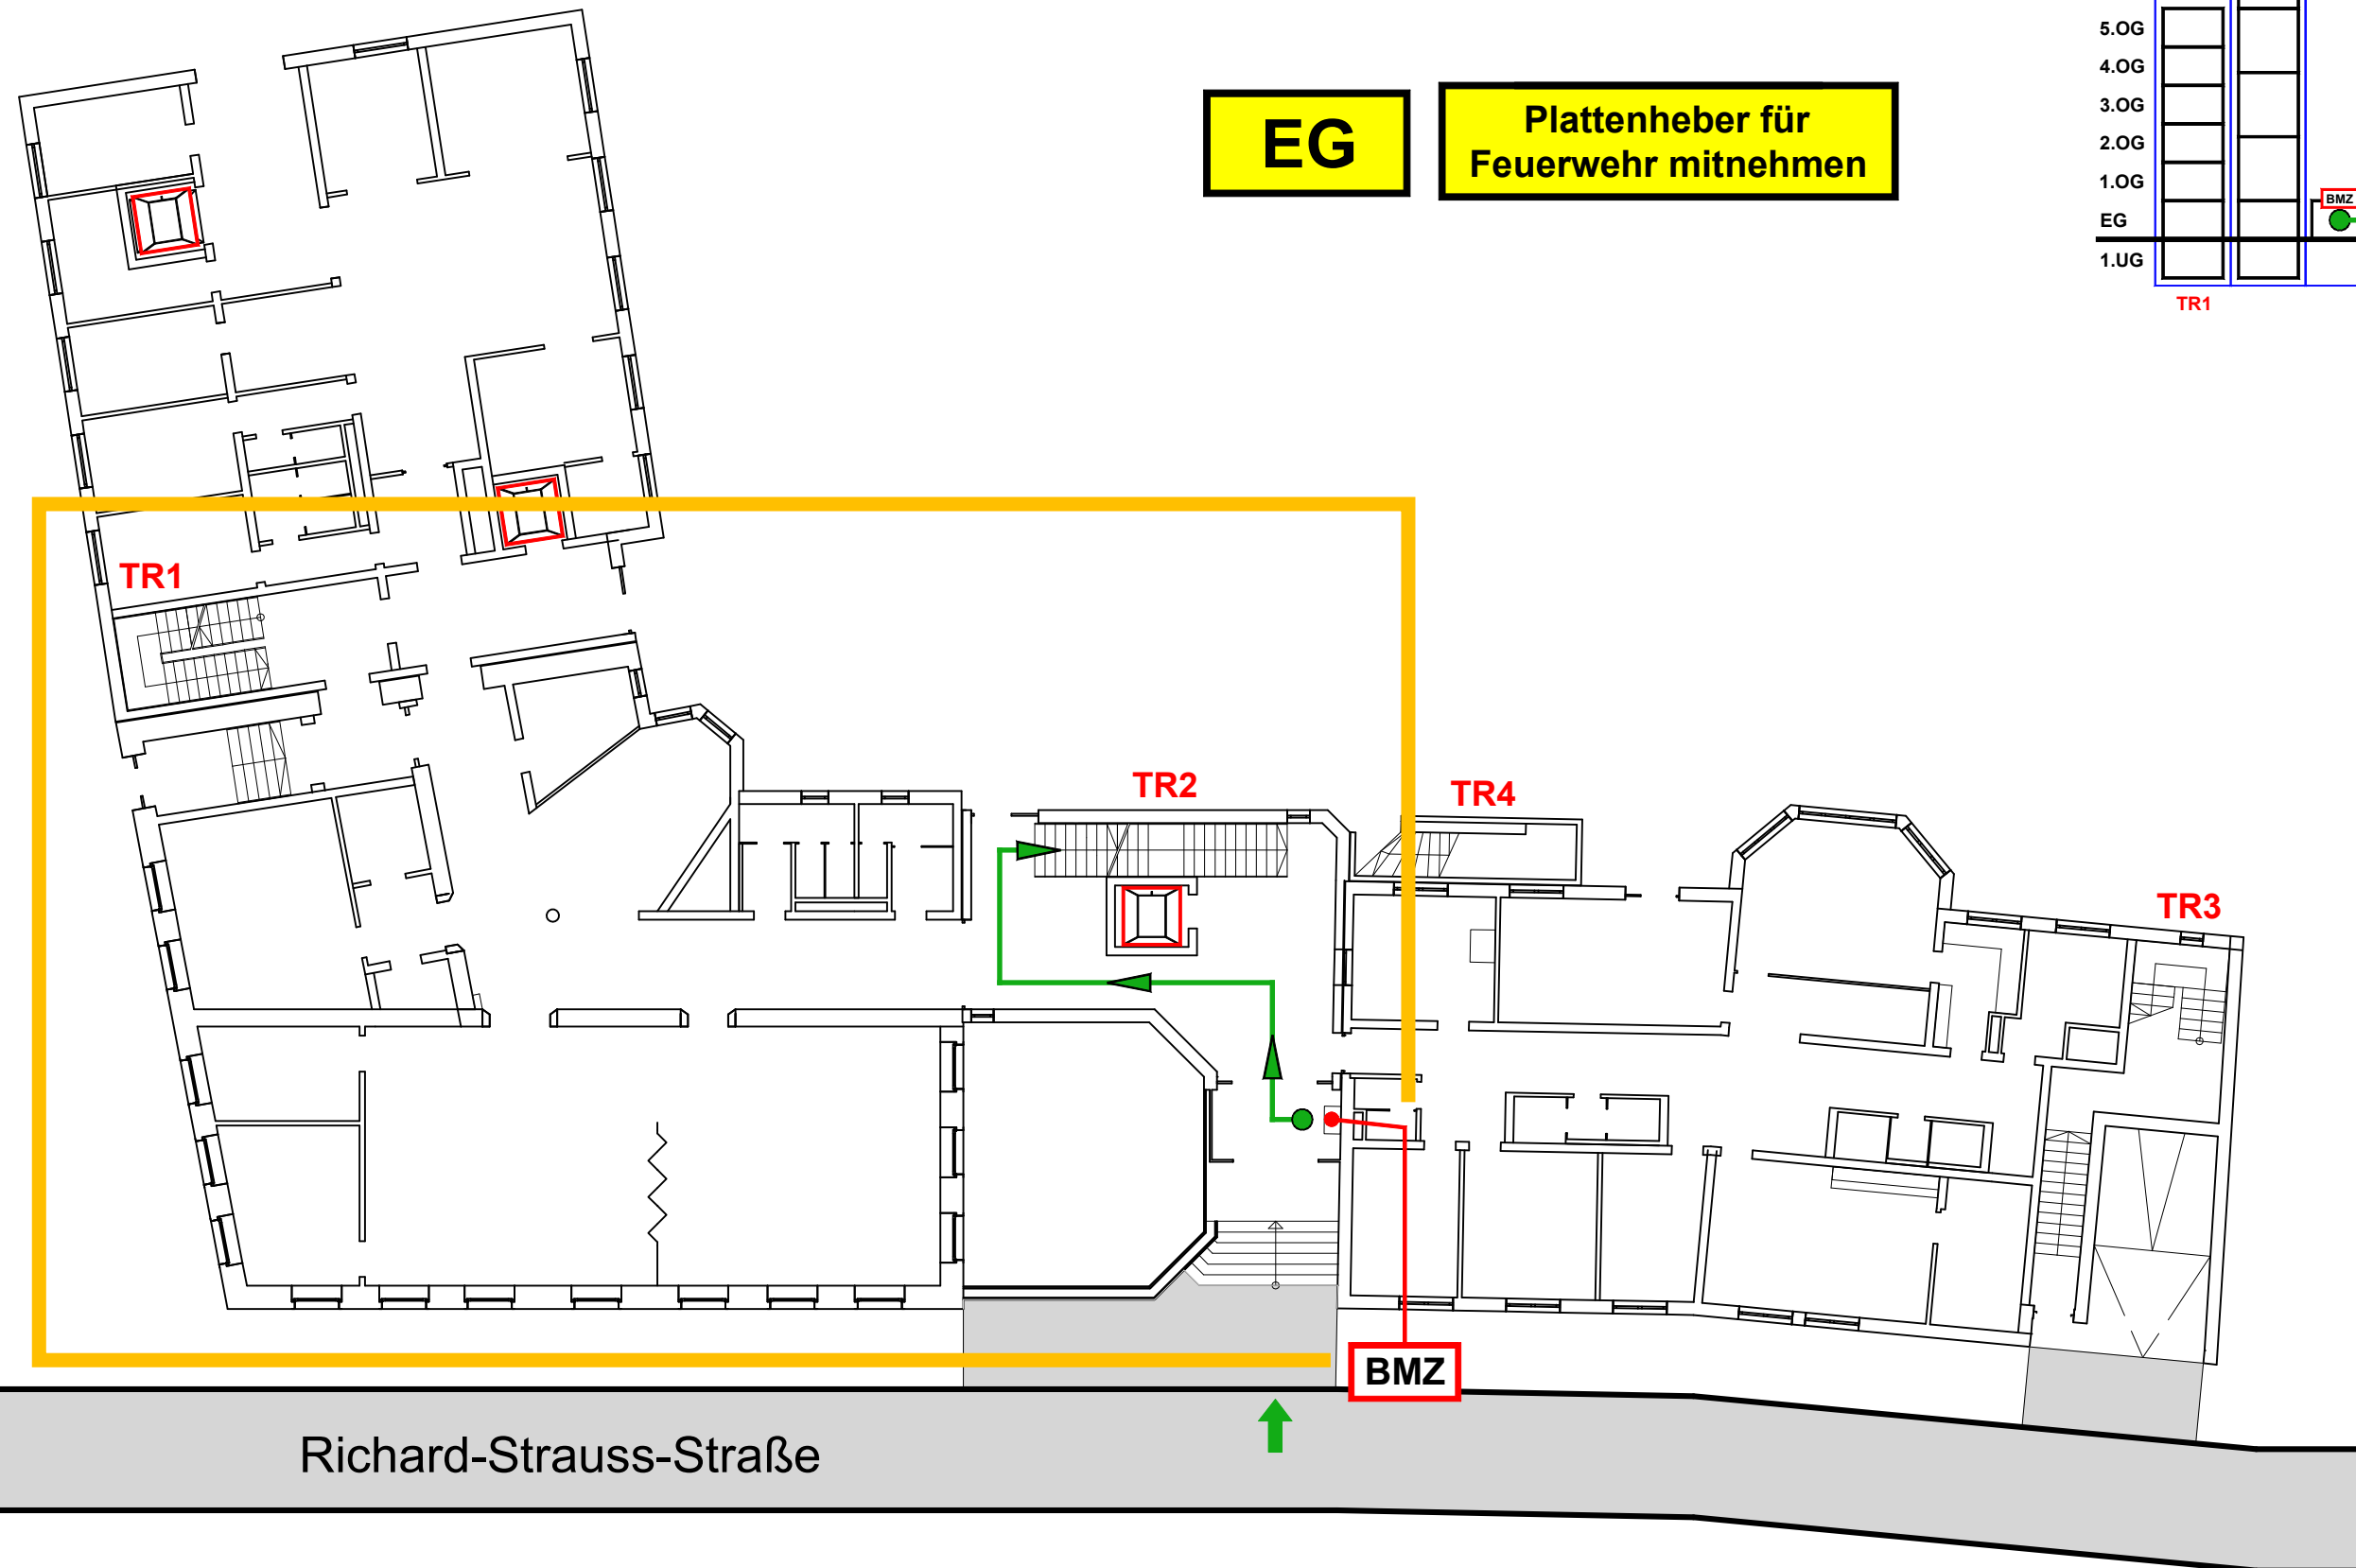 EG
Plattenheber für
Feuerwehr mitnehmen
5.OG
4.OG
3.OG
2.OG
1.OG
BMZ
EG
1.UG
TR1
TR1
TR2
TR4
TR3
BMZ
Richard-Strauss-Straße